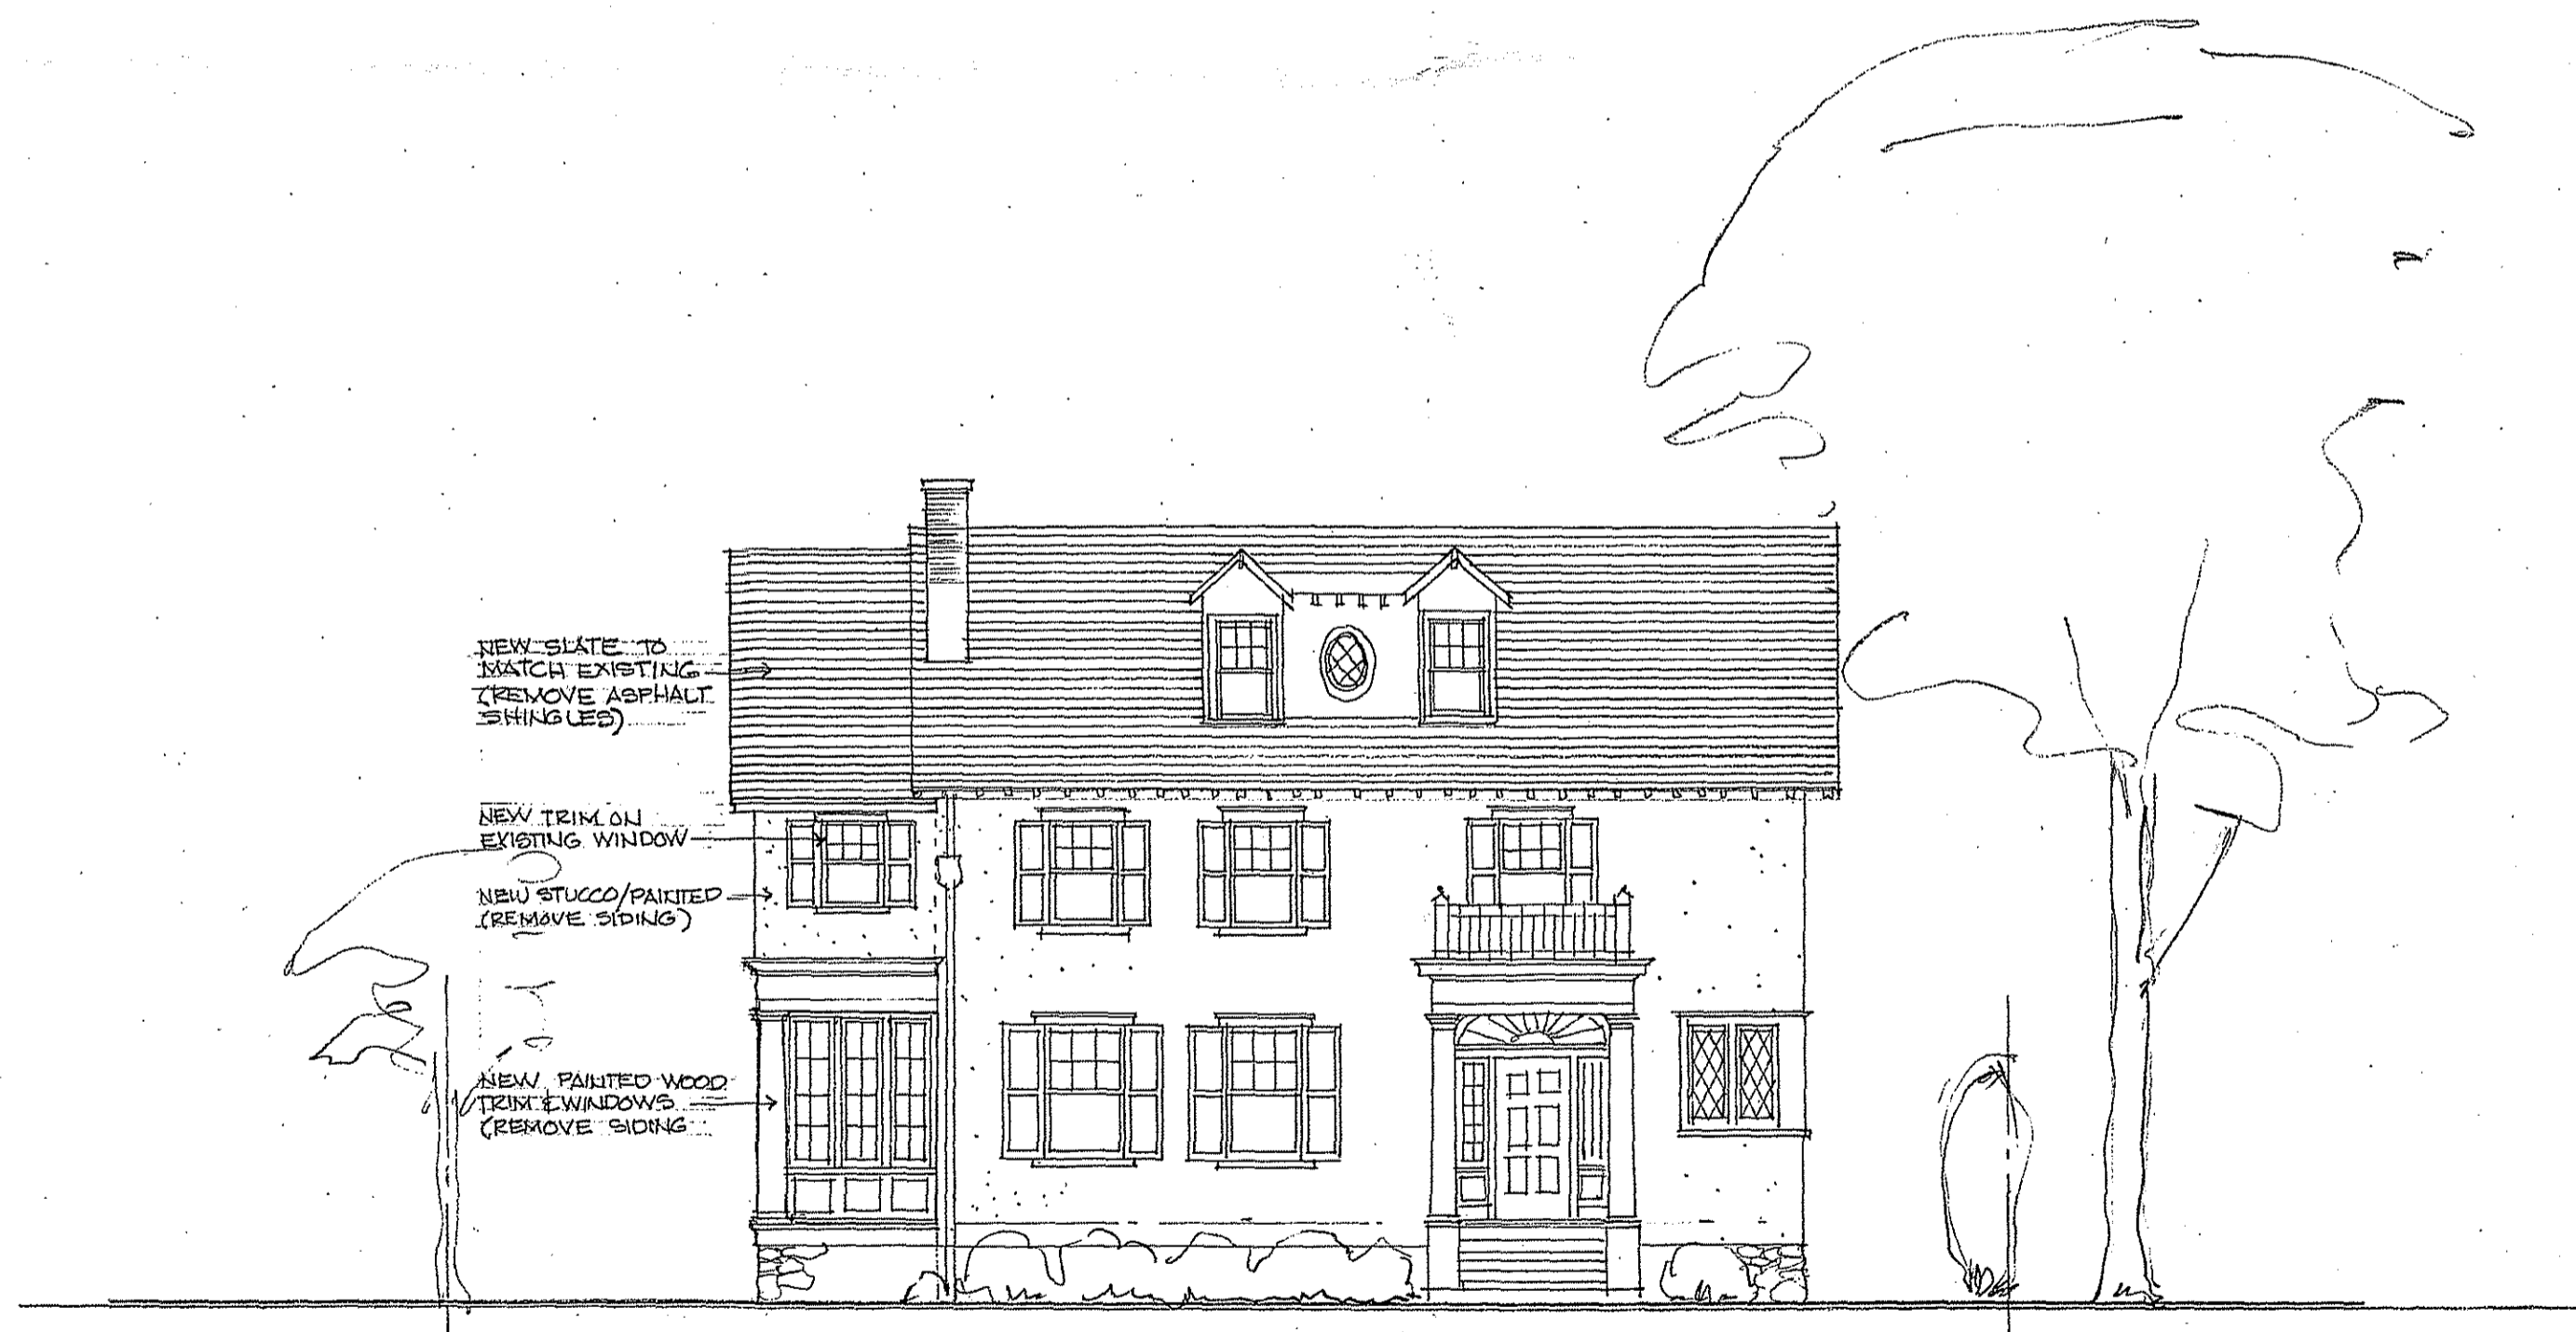 NEW SLATE TO
MATCH EXISTING
(REMOVE ASPHALT
SHINGLES)
NEW TRIM ON
EXISTING WINDOW
NEW STUCCO/PAINTED
(REMOVE SIDING)
NEW PAINTED WOOD
TRIM & WINDOWS
(REMOVE SIDING